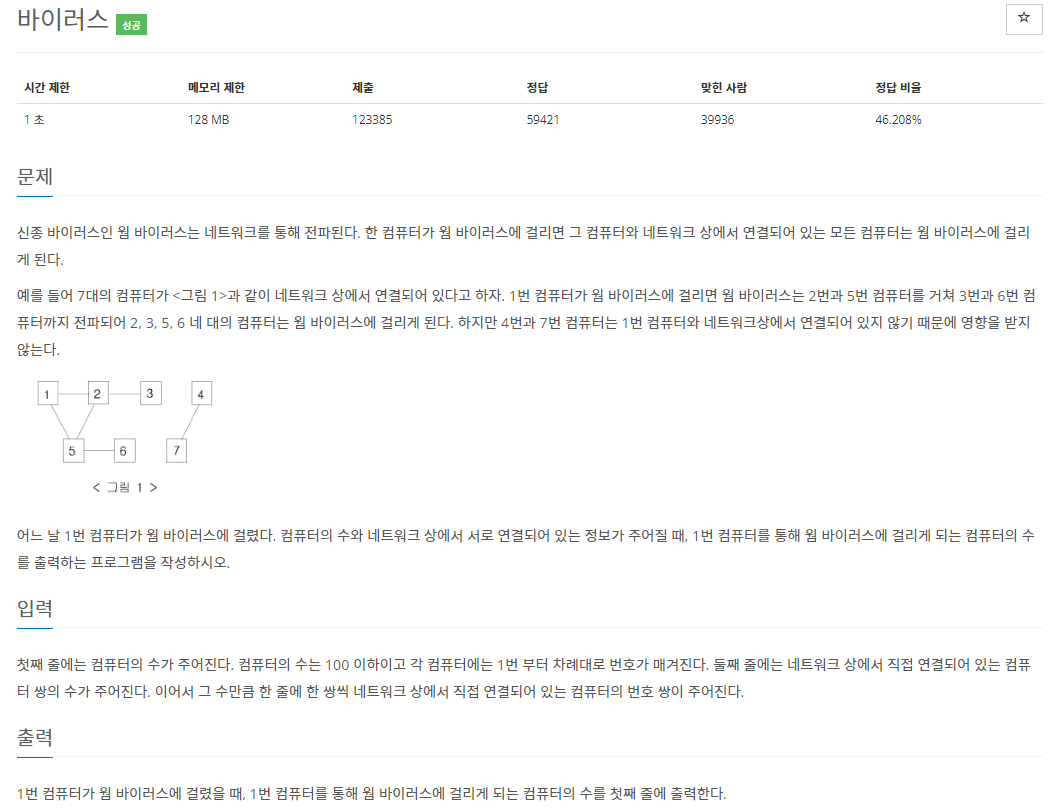 바이러스 성공
☆
시간 제한 메모리 제한 제출 정답 맞힌 사람 정답 비율
1 초 128 MB 123385 59421 39936 46.208%
문제
신종 바이러스인 웜 바이러스는 네트워크를 통해 전파된다. 한 컴퓨터가 웜 바이러스에 걸리면 그 컴퓨터와 네트워크 상에서 연결되어 있는 모든 컴퓨터는 웜 바이러스에 걸리
게 된다.
예를 들어 7대의 컴퓨터가 <그림 1>과 같이 네트워크 상에서 연결되어 있다고 하자. 1번 컴퓨터가 웜 바이러스에 걸리면 웜 바이러스는 2번과 5번 컴퓨터를 거쳐 3번과 6번 컴
퓨터까지 전파되어 2, 3, 5, 6 네 대의 컴퓨터는 웜 바이러스에 걸리게 된다. 하지만 4번과 7번 컴퓨터는 1번 컴퓨터와 네트워크상에서 연결되어 있지 않기 때문에 영향을 받지
않는다.
1 2 3 4
5 6 7
< 그림 1 >
어느 날 1번 컴퓨터가 웜 바이러스에 걸렸다. 컴퓨터의 수와 네트워크 상에서 서로 연결되어 있는 정보가 주어질 때, 1번 컴퓨터를 통해 웜 바이러스에 걸리게 되는 컴퓨터의 수
를 출력하는 프로그램을 작성하시오.
입력
첫째 줄에는 컴퓨터의 수가 주어진다. 컴퓨터의 수는 100 이하이고 각 컴퓨터에는 1번 부터 차례대로 번호가 매겨진다. 둘째 줄에는 네트워크 상에서 직접 연결되어 있는 컴퓨
터 쌍의 수가 주어진다. 이어서 그 수만큼 한 줄에 한 쌍씩 네트워크 상에서 직접 연결되어 있는 컴퓨터의 번호 쌍이 주어진다.
출력
1번 컴퓨터가 웜 바이러스에 걸렸을 때, 1번 컴퓨터를 통해 웜 바이러스에 걸리게 되는 컴퓨터의 수를 첫째 줄에 출력한다.